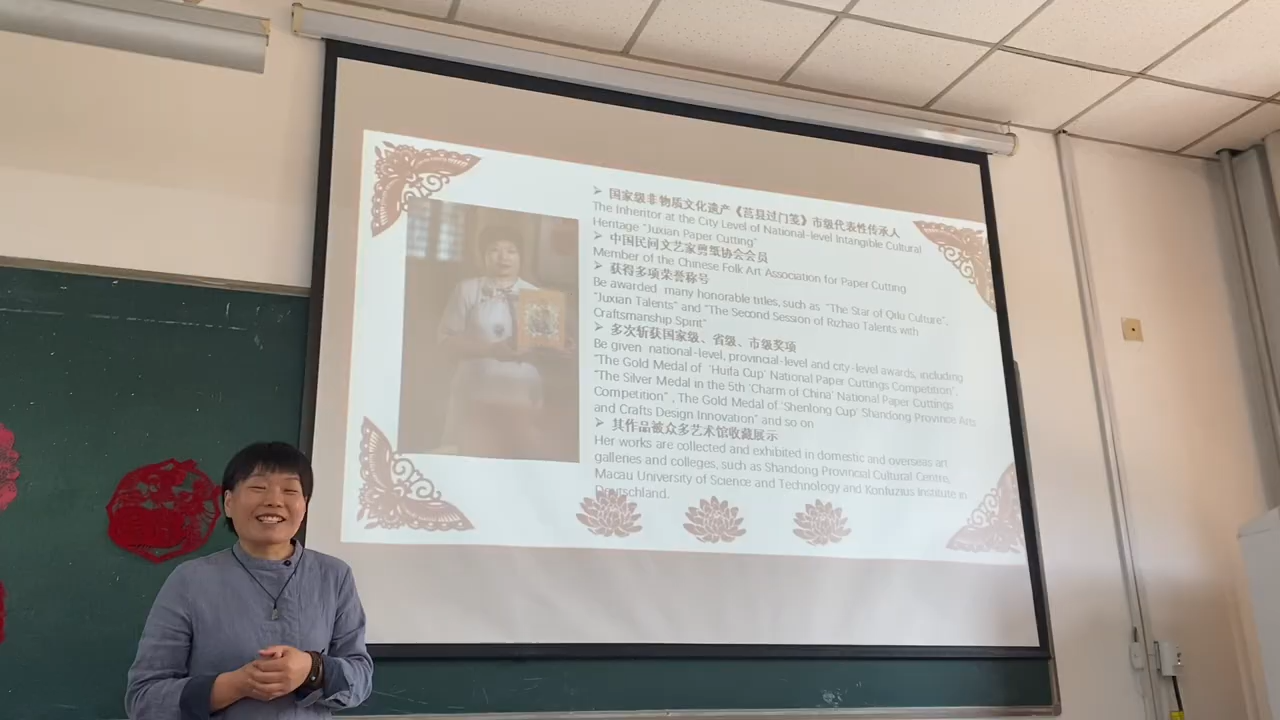 ➢ 国家级非物质文化遗产《莒县过门笺》市级代表性传承人
The Inheritor at the City Level of National-level Intangible Cultural
Heritage "Juxian Paper Cutting"
➢ 中国民间文艺家剪纸协会会员
Member of the Chinese Folk Art Association for Paper Cutting
➢ 获得多项荣誉称号
Be awarded many honorable titles, such as "The Star of Qilu Culture",
"Juxian Talents" and "The Second Session of Rizhao Talents with
Craftsmanship Spirit"
➢ 多次斩获国家级、省级、市级奖项
Be given national-level, provincial-level and city-level awards, including
"The Gold Medal of 'Huifa Cup' National Paper Cuttings Competition",
"The Silver Medal in the 5th 'Charm of China' National Paper Cuttings
Competition", The Gold Medal of 'Shenlong Cup' Shandong Province Arts
and Crafts Design Innovation" and so on
➢ 其作品被众多艺术馆收藏展示
Her works are collected and exhibited in domestic and overseas art
galleries and colleges, such as Shandong Provincial Cultural Centre,
Macau University of Science and Technology and Konfuzius Institute in
Deutschland.